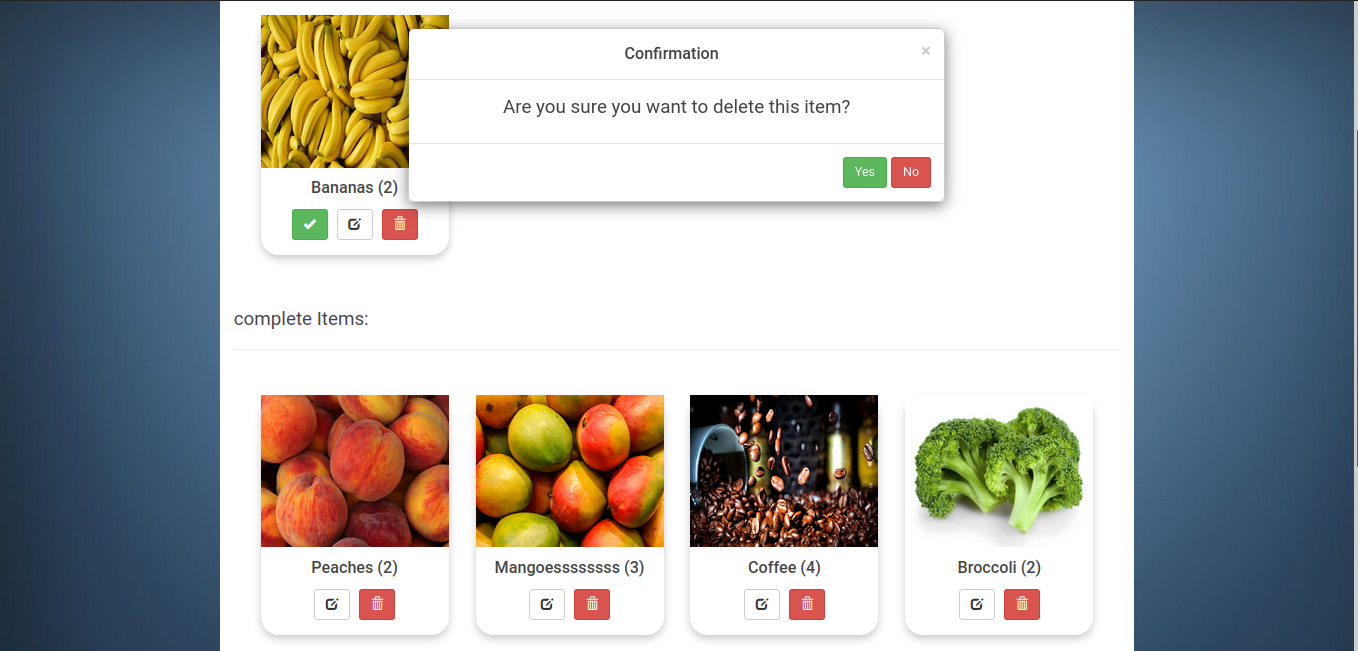 Confirmation
×
Are you sure you want to delete this item?
Yes
No
Bananas (2)
complete Items:
Peaches (2)
Mangoessssssss (3)
Coffee (4)
Broccoli (2)